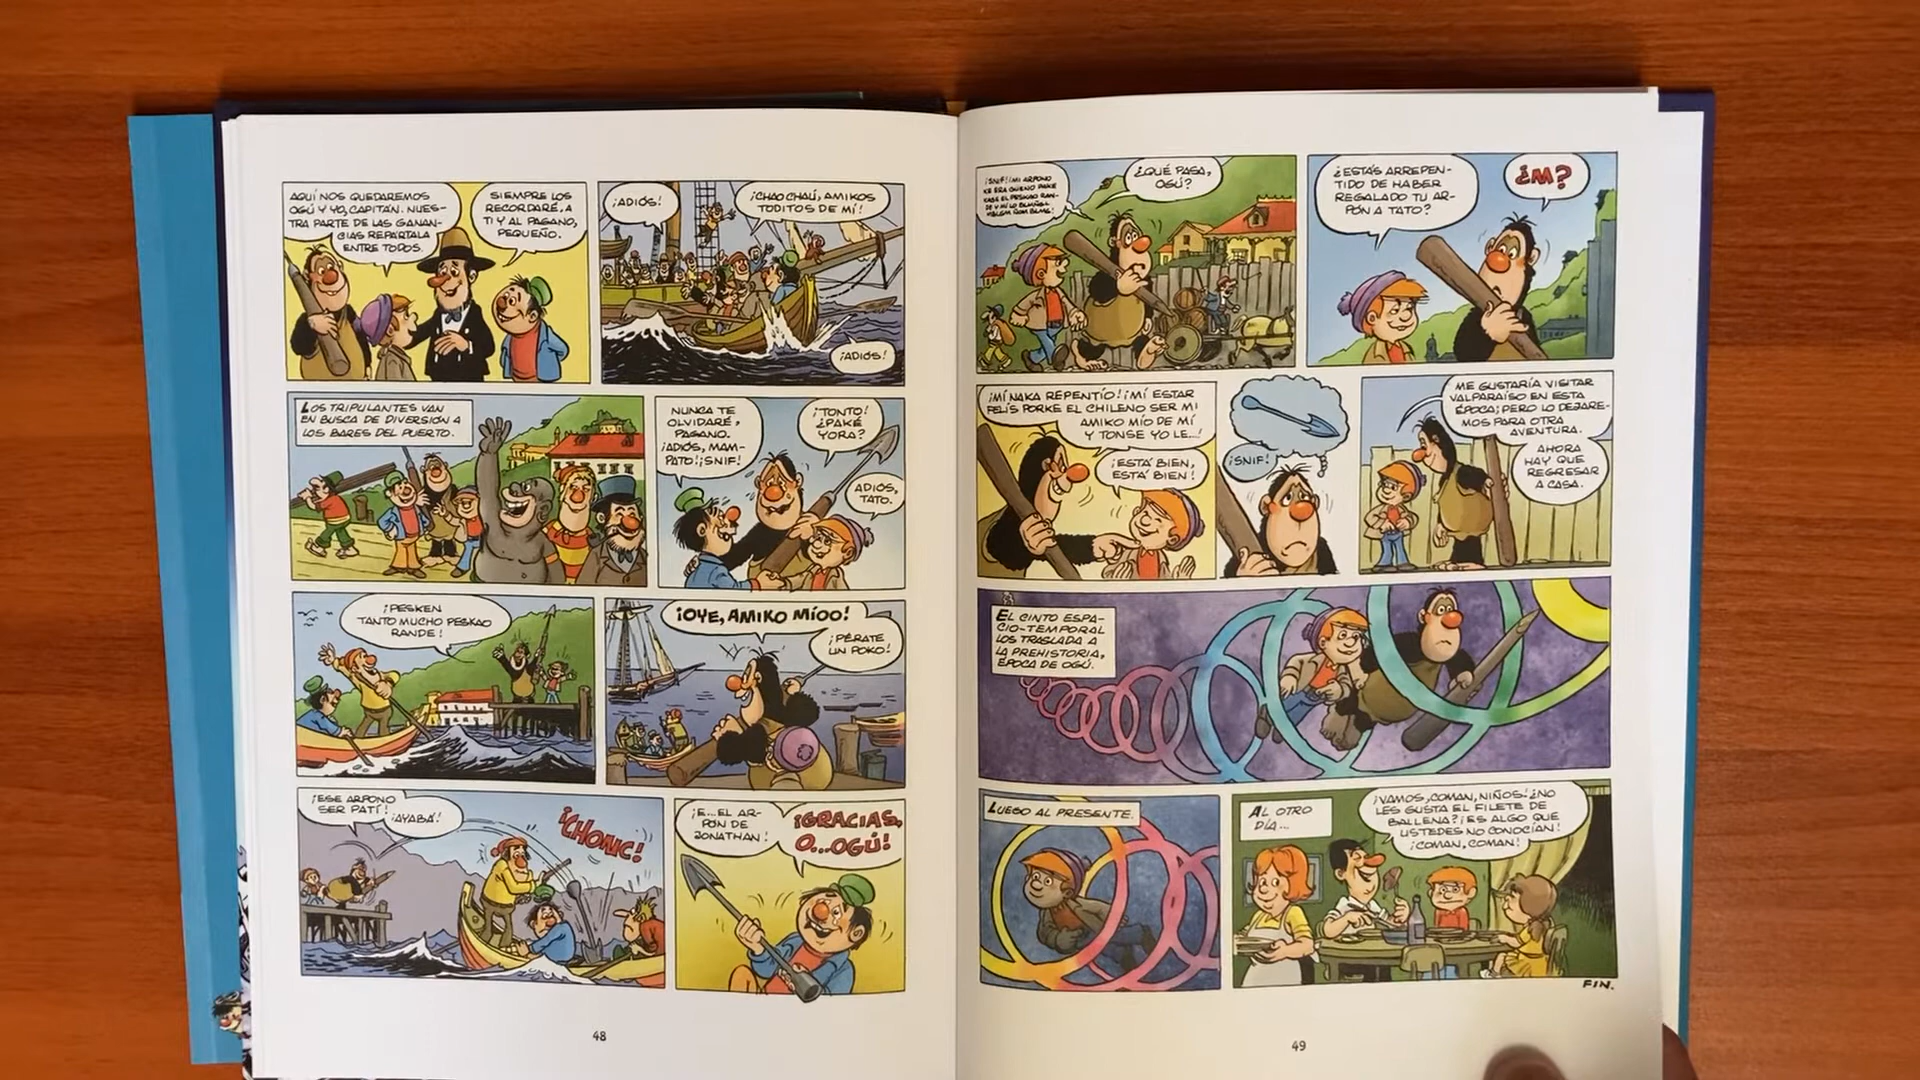 AQUÍ NOS QUEDAREMOS
OGÚ Y YO, CAPITÁN. NUES-
TRA PARTE DE LAS GANAN-
CIAS REPÁRTALA
ENTRE TODOS.
SIEMPRE LOS
RECORDARÉ, A
TI Y AL PAGANO,
PEQUEÑO.
¡ADIÓS!
¡CHAO CHAÚ, AMIKOS
TODITOS DE MÍ!
¡ADIÓS!
LOS TRIPULANTES VAN
EN BUSCA DE DIVERSIÓN A
LOS BARES DEL PUERTO.
NUNCA TE
OLVIDARÉ,
PAGANO.
¡ADIÓS, MAM-
PATO! ¡SNIF!
¡TONTO!
¿PAKÉ
YORA?
ADIÓS,
TATO.
¡PESKEN
TANTO MUCHO PESKAO
RANDE!
¡OYE, AMIKO MÍOO!
¡PÉRATE
UN POKO!
¡ESE ARPONO
SER PATÍ!
¡AYABÁ!
¡CHONC!
¡E...EL AR-
PÓN DE
JONATHAN!
¡GRACIAS,
O...OGÚ!
48
¡SNIF! ¡MI ARPONO
¿QUÉ PASA,
OGÚ?
¿ESTÁS ARREPEN-
TIDO DE HABER
REGALADO TU AR-
PÓN A TATO?
¿M?
¡MÍ NAKA REPENTÍO! ¡MÍ ESTAR
FELÍS PORKE EL CHILENO SER MI
AMIKO MÍO DE MÍ
Y TONSE YO LE...!
¡ESTÁ BIEN,
ESTÁ BIEN!
¡SNIF!
ME GUSTARÍA VISITAR
VALPARAÍSO EN ESTA
ÉPOCA; PERO LO DEJARE-
MOS PARA OTRA
AVENTURA.
AHORA
HAY QUE
REGRESAR
A CASA.
EL CINTO ESPA-
CIO-TEMPORAL
LOS TRASLADA A
LA PREHISTORIA,
ÉPOCA DE OGÚ.
LUEGO AL PRESENTE.
AL OTRO
DÍA...
¡VAMOS, COMAN, NIÑOS! ¿NO
LES GUSTA EL FILETE DE
BALLENA? ¡ES ALGO QUE
USTEDES NO CONOCÍAN!
¡COMAN, COMAN!
FIN.
49